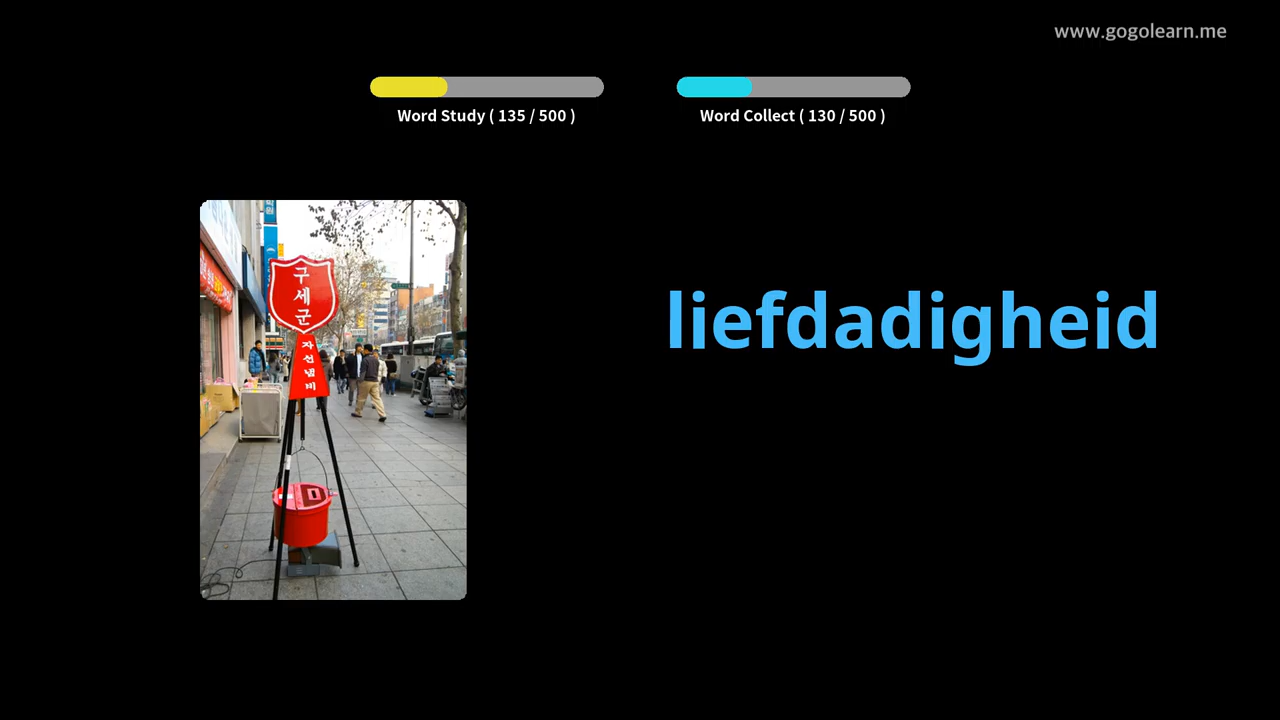 www.gogolearn.me
Word Study ( 135 / 500 )
Word Collect ( 130 / 500 )
구
세
군
자
선
냄
비
liefdadigheid